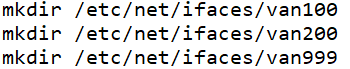 mkdir /etc/net/ifaces/van100
mkdir /etc/net/ifaces/van200
mkdir /etc/net/ifaces/van999